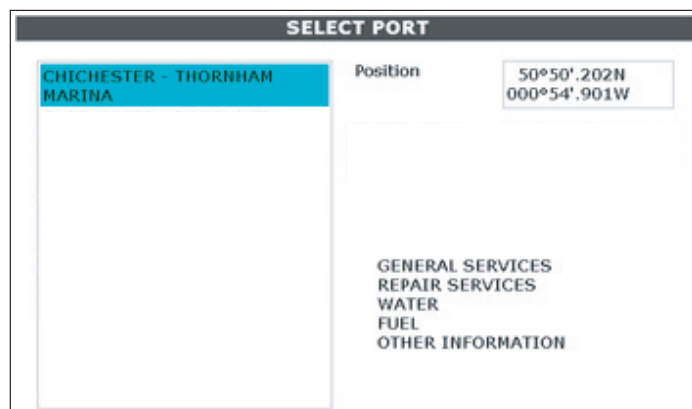 SELECT PORT
CHICHESTER - THORNHAM
MARINA
Position
50°50'.202N
000°54'.901W
GENERAL SERVICES
REPAIR SERVICES
WATER
FUEL
OTHER INFORMATION